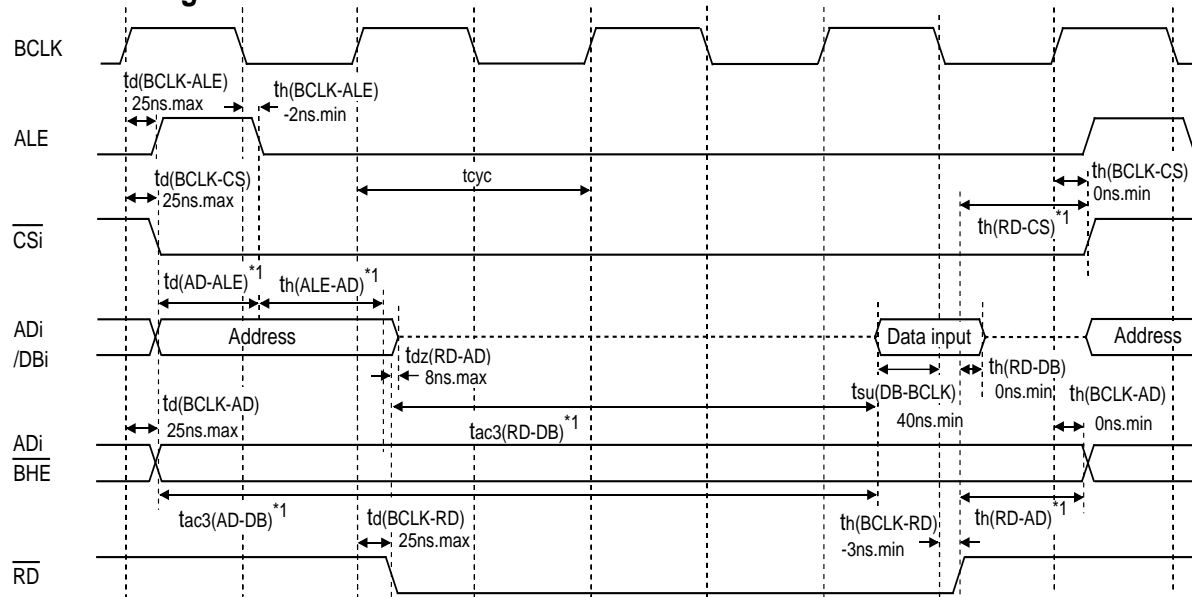 g
BCLK
td(BCLK-ALE)
25ns.max
th(BCLK-ALE)
-2ns.min
ALE
td(BCLK-CS)
25ns.max
tcyc
th(BCLK-CS)
0ns.min
th(RD-CS)*1
CSi
td(AD-ALE)*1
th(ALE-AD)*1
ADi
/DBi
Address
Data input
Address
tdz(RD-AD)
8ns.max
th(RD-DB)
0ns.min
tsu(DB-BCLK)
40ns.min
th(BCLK-AD)
0ns.min
td(BCLK-AD)
25ns.max
tac3(RD-DB)*1
ADi
BHE
tac3(AD-DB)*1
td(BCLK-RD)
25ns.max
th(BCLK-RD)
-3ns.min
th(RD-AD)*1
RD